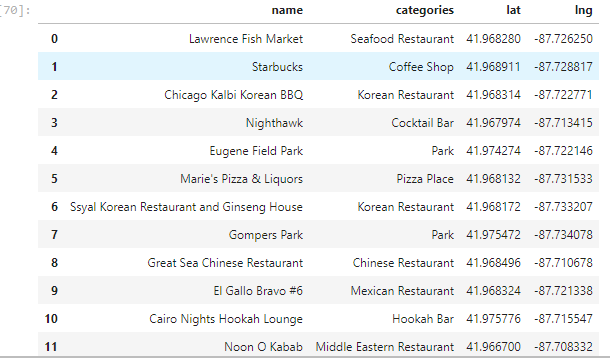 [70]:
name categories lat lng
0 Lawrence Fish Market Seafood Restaurant 41.968280 -87.726250
1 Starbucks Coffee Shop 41.968911 -87.728817
2 Chicago Kalbi Korean BBQ Korean Restaurant 41.968314 -87.722771
3 Nighthawk Cocktail Bar 41.967974 -87.713415
4 Eugene Field Park Park 41.974274 -87.722146
5 Marie's Pizza & Liquors Pizza Place 41.968132 -87.731533
6 Ssyal Korean Restaurant and Ginseng House Korean Restaurant 41.968172 -87.733207
7 Gompers Park Park 41.975472 -87.734078
8 Great Sea Chinese Restaurant Chinese Restaurant 41.968496 -87.710678
9 El Gallo Bravo #6 Mexican Restaurant 41.968324 -87.721338
10 Cairo Nights Hookah Lounge Hookah Bar 41.975776 -87.715547
11 Noon O Kabab Middle Eastern Restaurant 41.966700 -87.708332